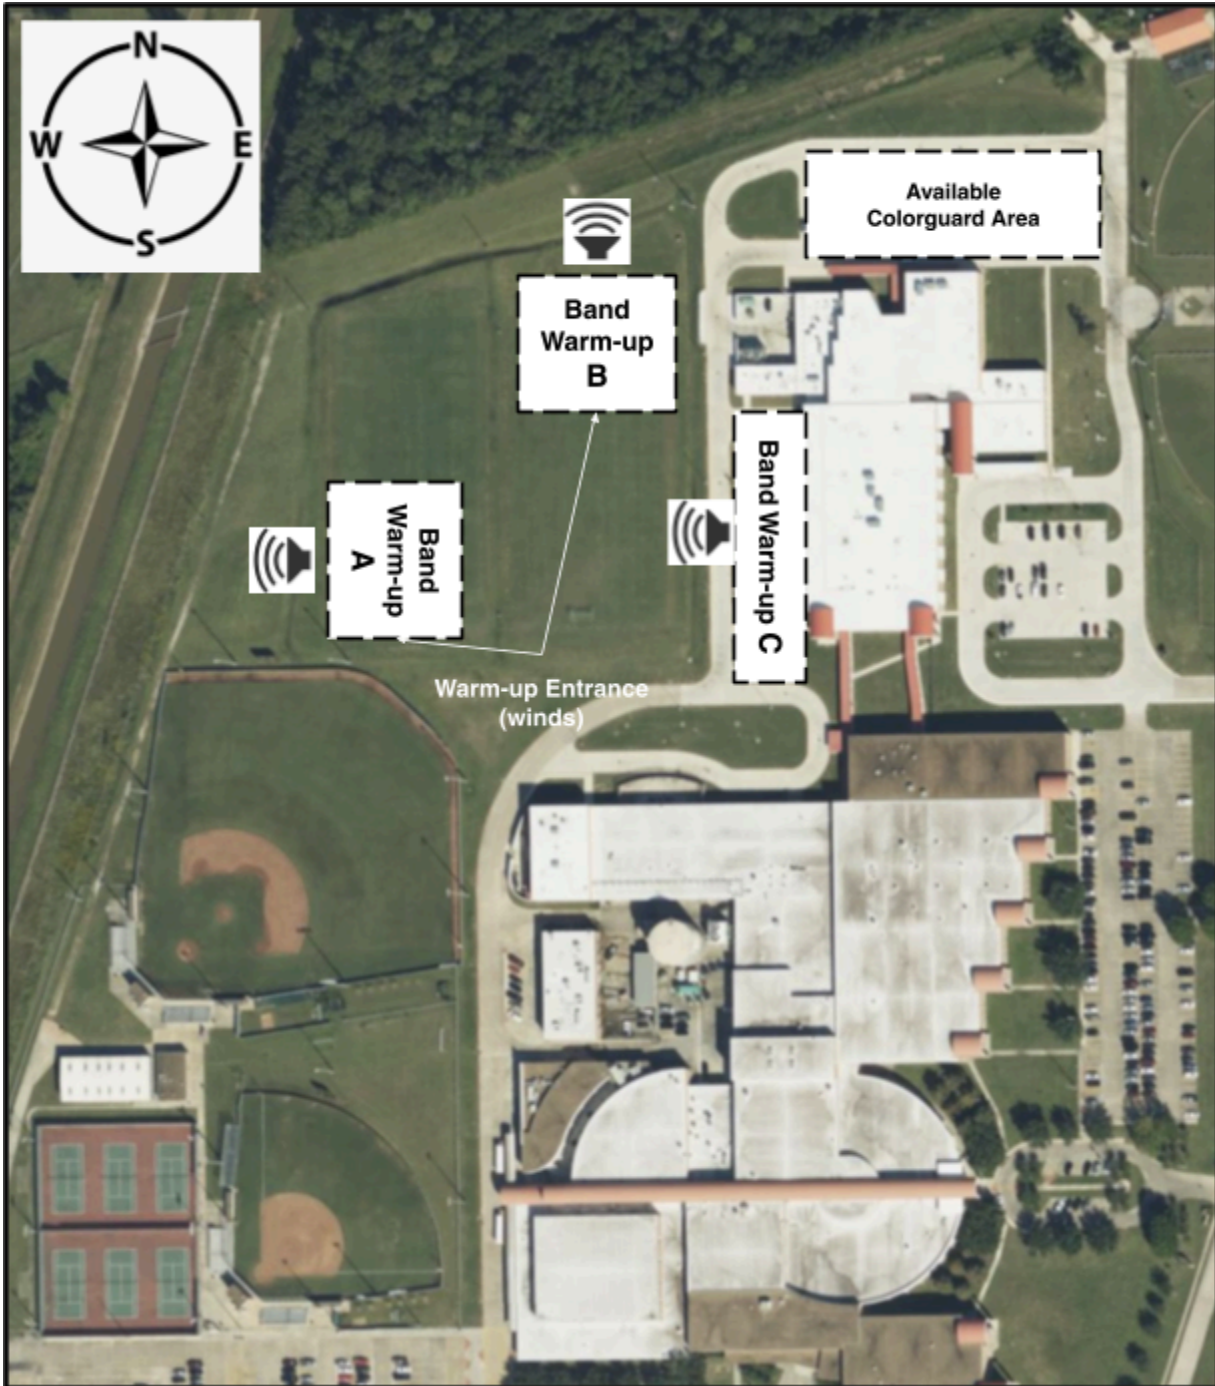 N
W
E
S
Available
Colorguard Area
Band
Warm-up
B
Band
Warm-up
A
Band Warm-up C
Warm-up Entrance
(winds)